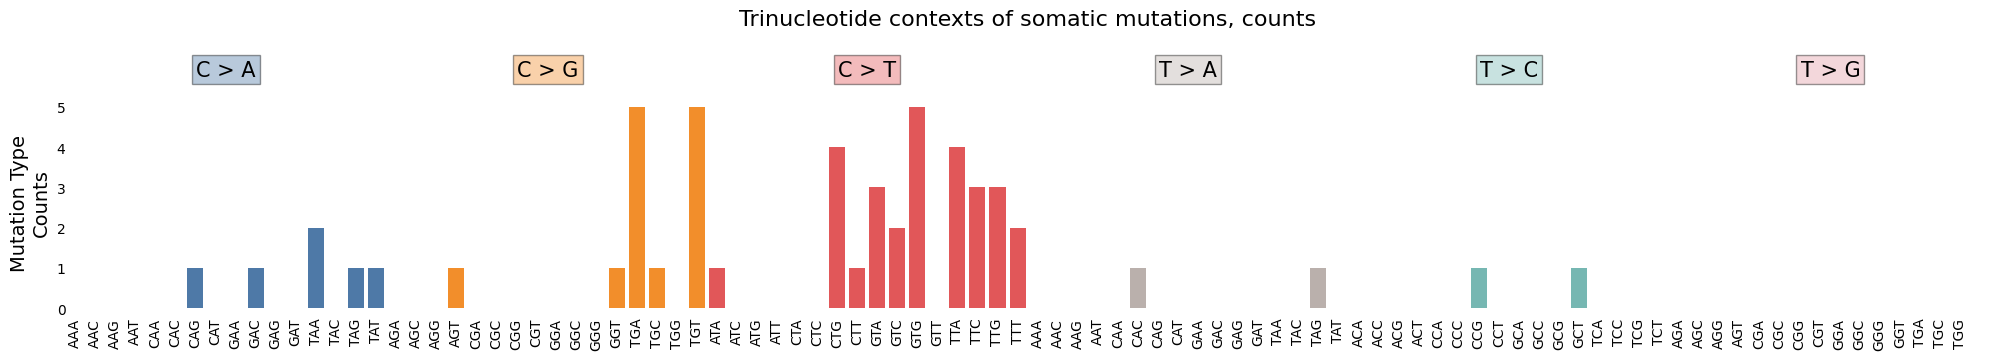 Trinucleotide contexts of somatic mutations, counts
C > A
C > G
C > T
T > A
T > C
T > G
Mutation Type
Counts
5
4
3
2
1
0
AAA
AAC
AAG
AAT
CAA
CAC
CAG
CAT
GAA
GAC
GAG
GAT
TAA
TAC
TAG
TAT
AGA
AGC
AGG
AGT
CGA
CGC
CGG
CGT
GGA
GGC
GGG
GGT
TGA
TGC
TGG
TGT
ATA
ATC
ATG
ATT
CTA
CTC
CTG
CTT
GTA
GTC
GTG
GTT
TTA
TTC
TTG
TTT
AAA
AAC
AAG
AAT
CAA
CAC
CAG
CAT
GAA
GAC
GAG
GAT
TAA
TAC
TAG
TAT
ACA
ACC
ACG
ACT
CCA
CCC
CCG
CCT
GCA
GCC
GCG
GCT
TCA
TCC
TCG
TCT
AGA
AGC
AGG
AGT
CGA
CGC
CGG
CGT
GGA
GGC
GGG
GGT
TGA
TGC
TGG